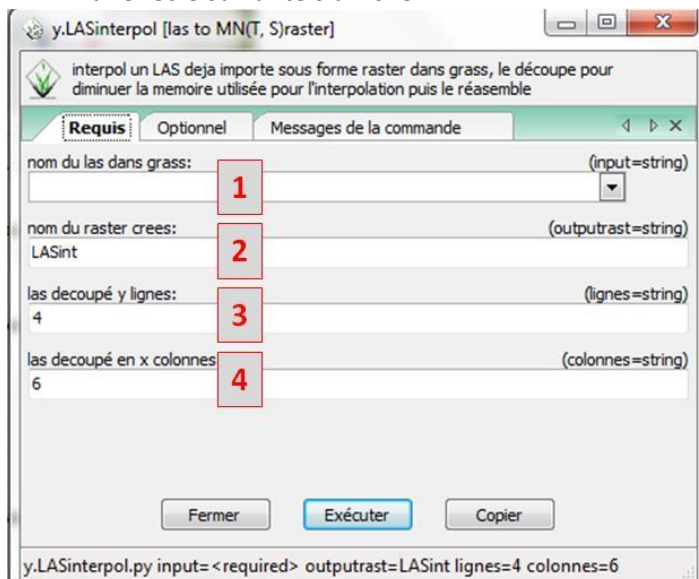 y.LASinterpol [las to MN(T, S)raster]
interpol un LAS deja importe sous forme raster dans grass, le découpe pour
diminuer la memoire utilisée pour l'interpolation puis le réasemble
Requis Optionnel Messages de la commande
nom du las dans grass: (input=string)
1
nom du raster crees: (outputrast=string)
LASint
2
las decoupé y lignes: (lignes=string)
4
3
las decoupé en x colonnes (colonnes=string)
6
4
Fermer Exécuter Copier
y.LASinterpol.py input=<required> outputrast=LASint lignes=4 colonnes=6